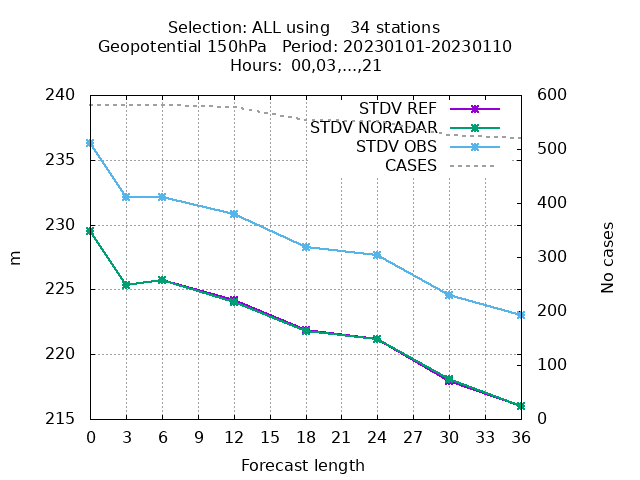 Selection: ALL using    34 stations
Geopotential 150hPa   Period: 20230101-20230110
Hours: 00,03,...,21
240
235
230
225
220
215
m
600
500
400
300
200
100
0
No cases
STDV REF
STDV NORADAR
STDV OBS
CASES
0 3 6 9 12 15 18 21 24 27 30 33 36
Forecast length